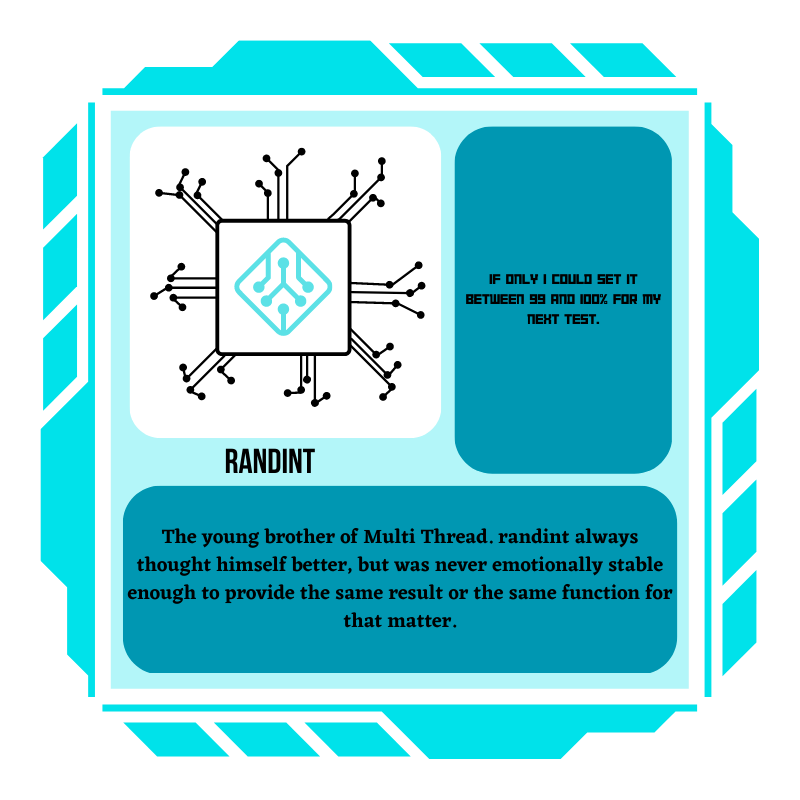 IF ONLY I COULD SET IT
BETWEEN 99 AND 100% FOR MY
NEXT TEST.
RANDINT
The young brother of Multi Thread. randint always
thought himself better, but was never emotionally stable
enough to provide the same result or the same function for
that matter.